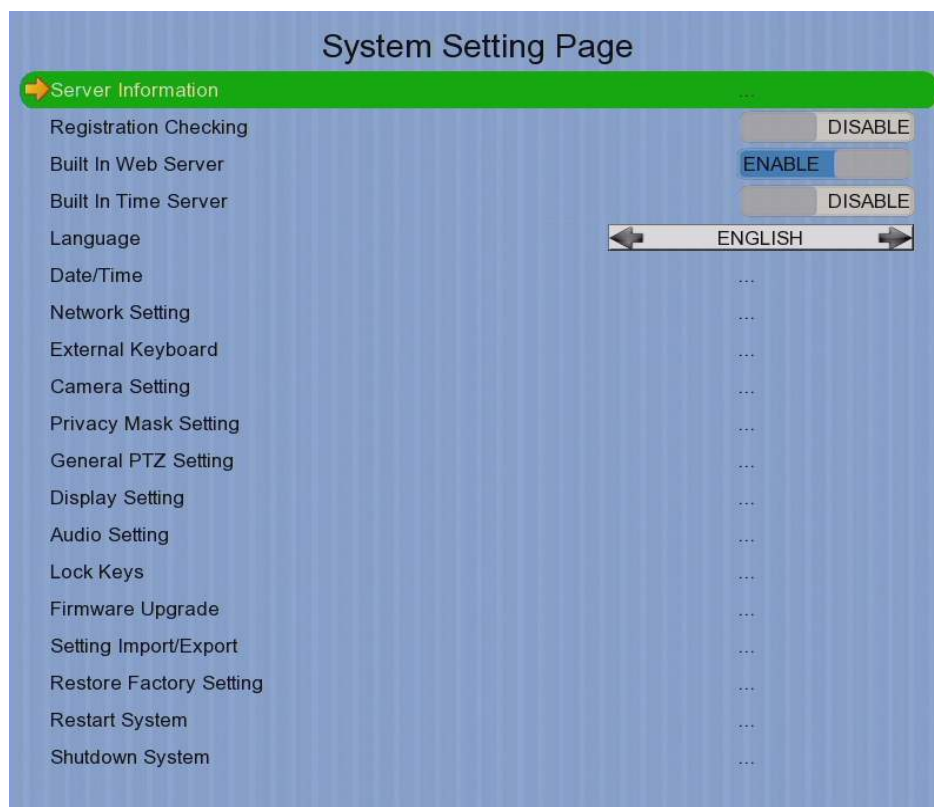 System Setting Page
Server Information ...
Registration Checking DISABLE
Built In Web Server ENABLE
Built In Time Server DISABLE
Language ENGLISH
Date/Time ...
Network Setting ...
External Keyboard ...
Camera Setting ...
Privacy Mask Setting ...
General PTZ Setting ...
Display Setting ...
Audio Setting ...
Lock Keys ...
Firmware Upgrade ...
Setting Import/Export ...
Restore Factory Setting ...
Restart System ...
Shutdown System ...